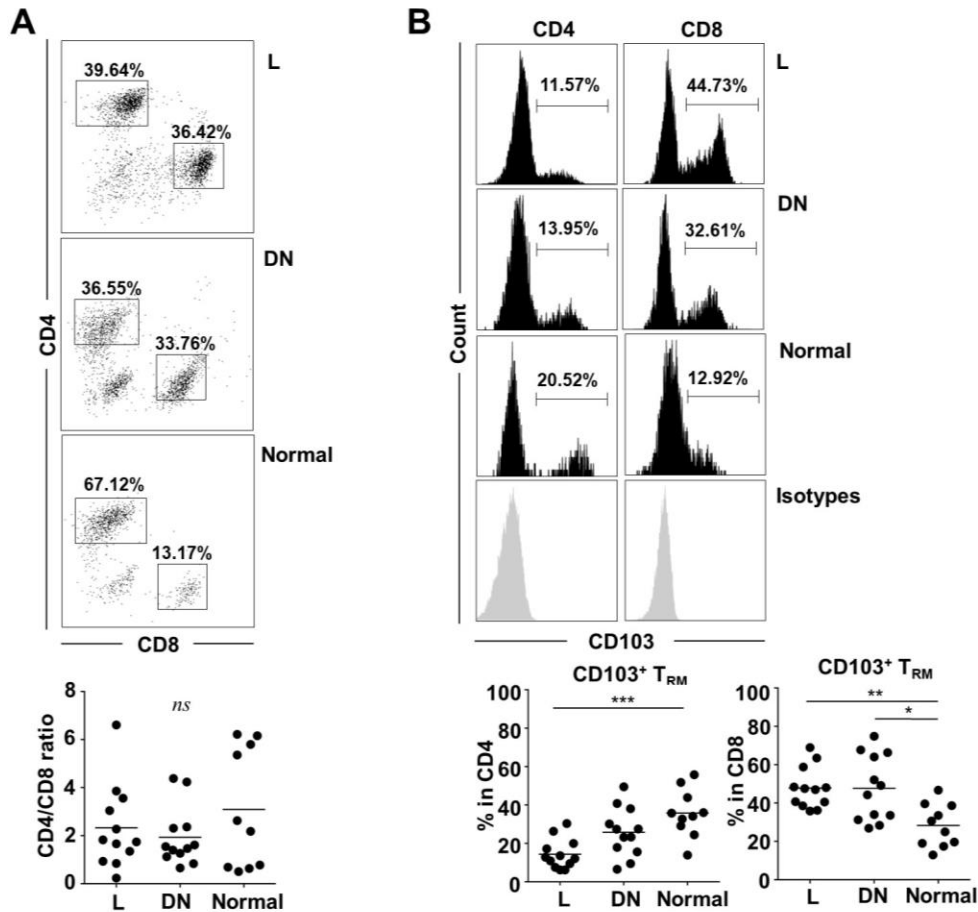 A
L
39.64%
36.42%
DN
36.55%
33.76%
Normal
67.12%
13.17%
CD4
CD8
CD4/CD8 ratio
8
6
4
2
0
ns
L DN Normal
B
CD4 CD8
L
11.57% 44.73%
DN
13.95% 32.61%
Normal
20.52% 12.92%
Isotypes
Count
CD103
CD103+ TRM
% in CD4
100
80
60
40
20
0
***
L DN Normal
CD103+ TRM
% in CD8
100
80
60
40
20
0
**
*
L DN Normal